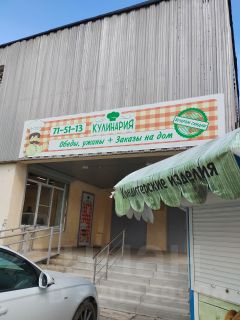 71-51-13
КУЛИНАРИЯ
Обеды, ужины + Заказы на дом
Кондитерские изделия